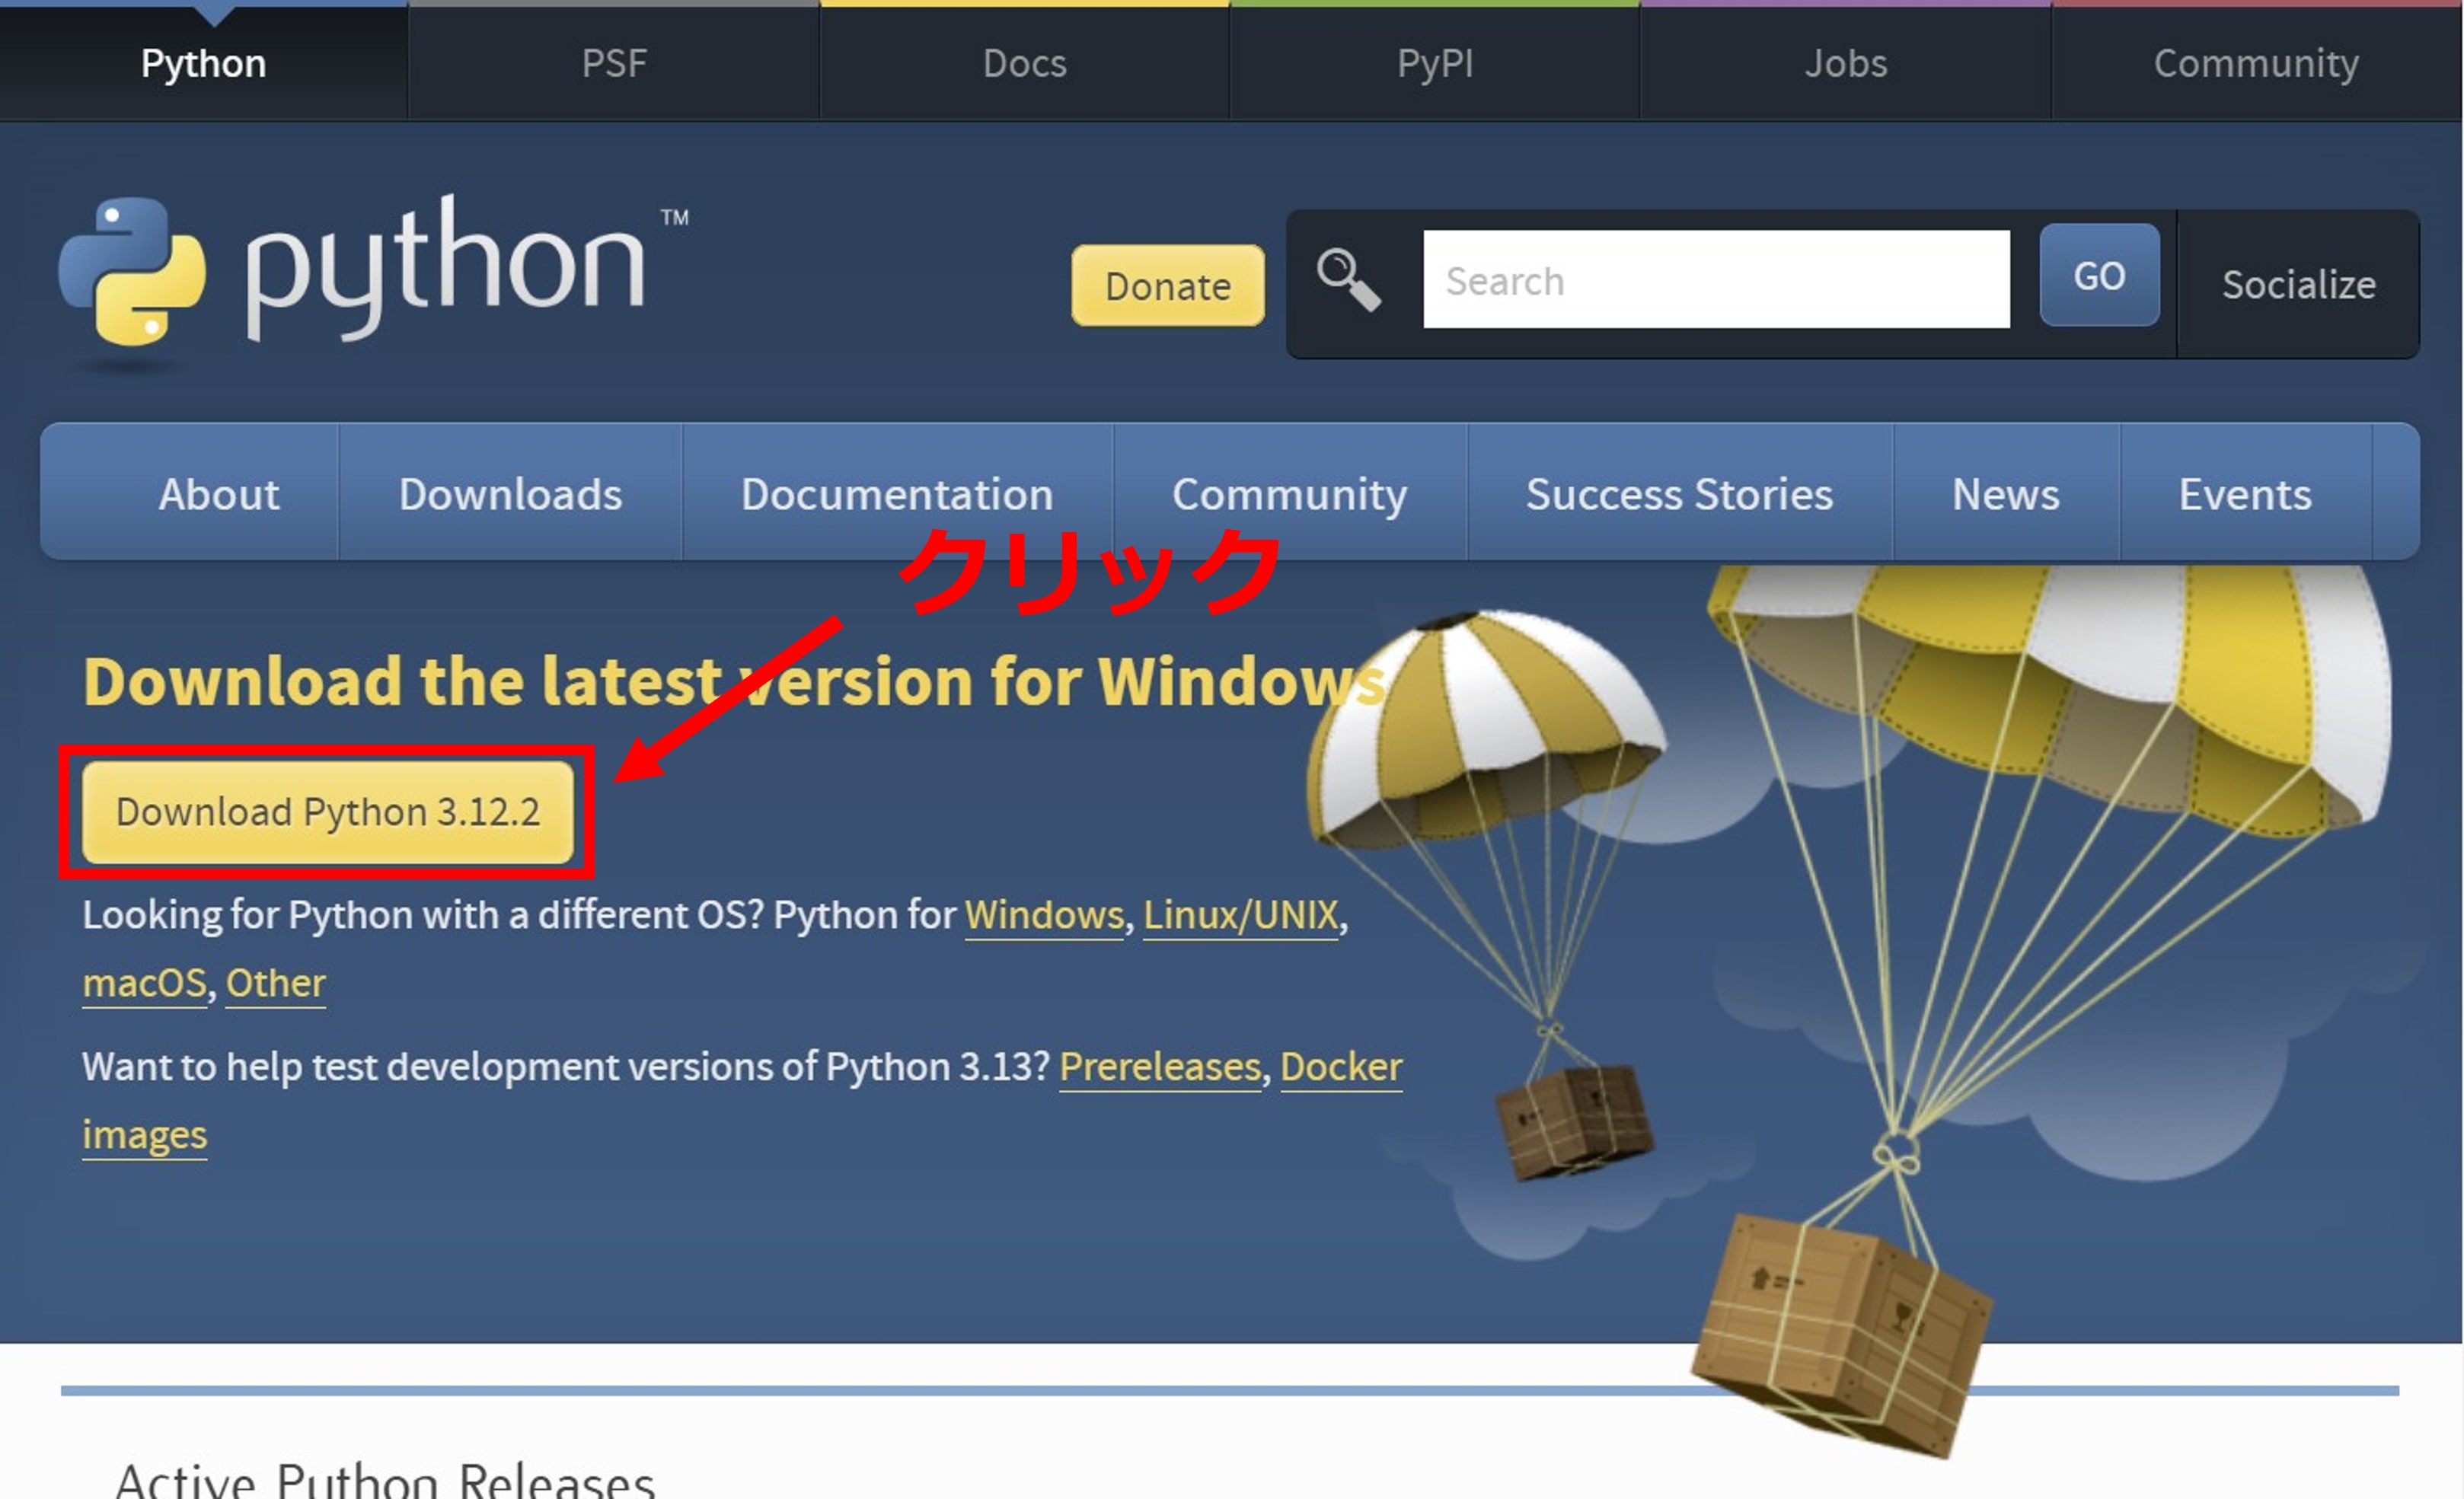 Python PSF Docs PyPI Jobs Community
python TM
Donate Search GO Socialize
About Downloads Documentation Community Success Stories News Events
クリック
Download the latest version for Windows
Download Python 3.12.2
Looking for Python with a different OS? Python for Windows, Linux/UNIX,
macOS, Other
Want to help test development versions of Python 3.13? Prereleases, Docker
images
Active Python Releases